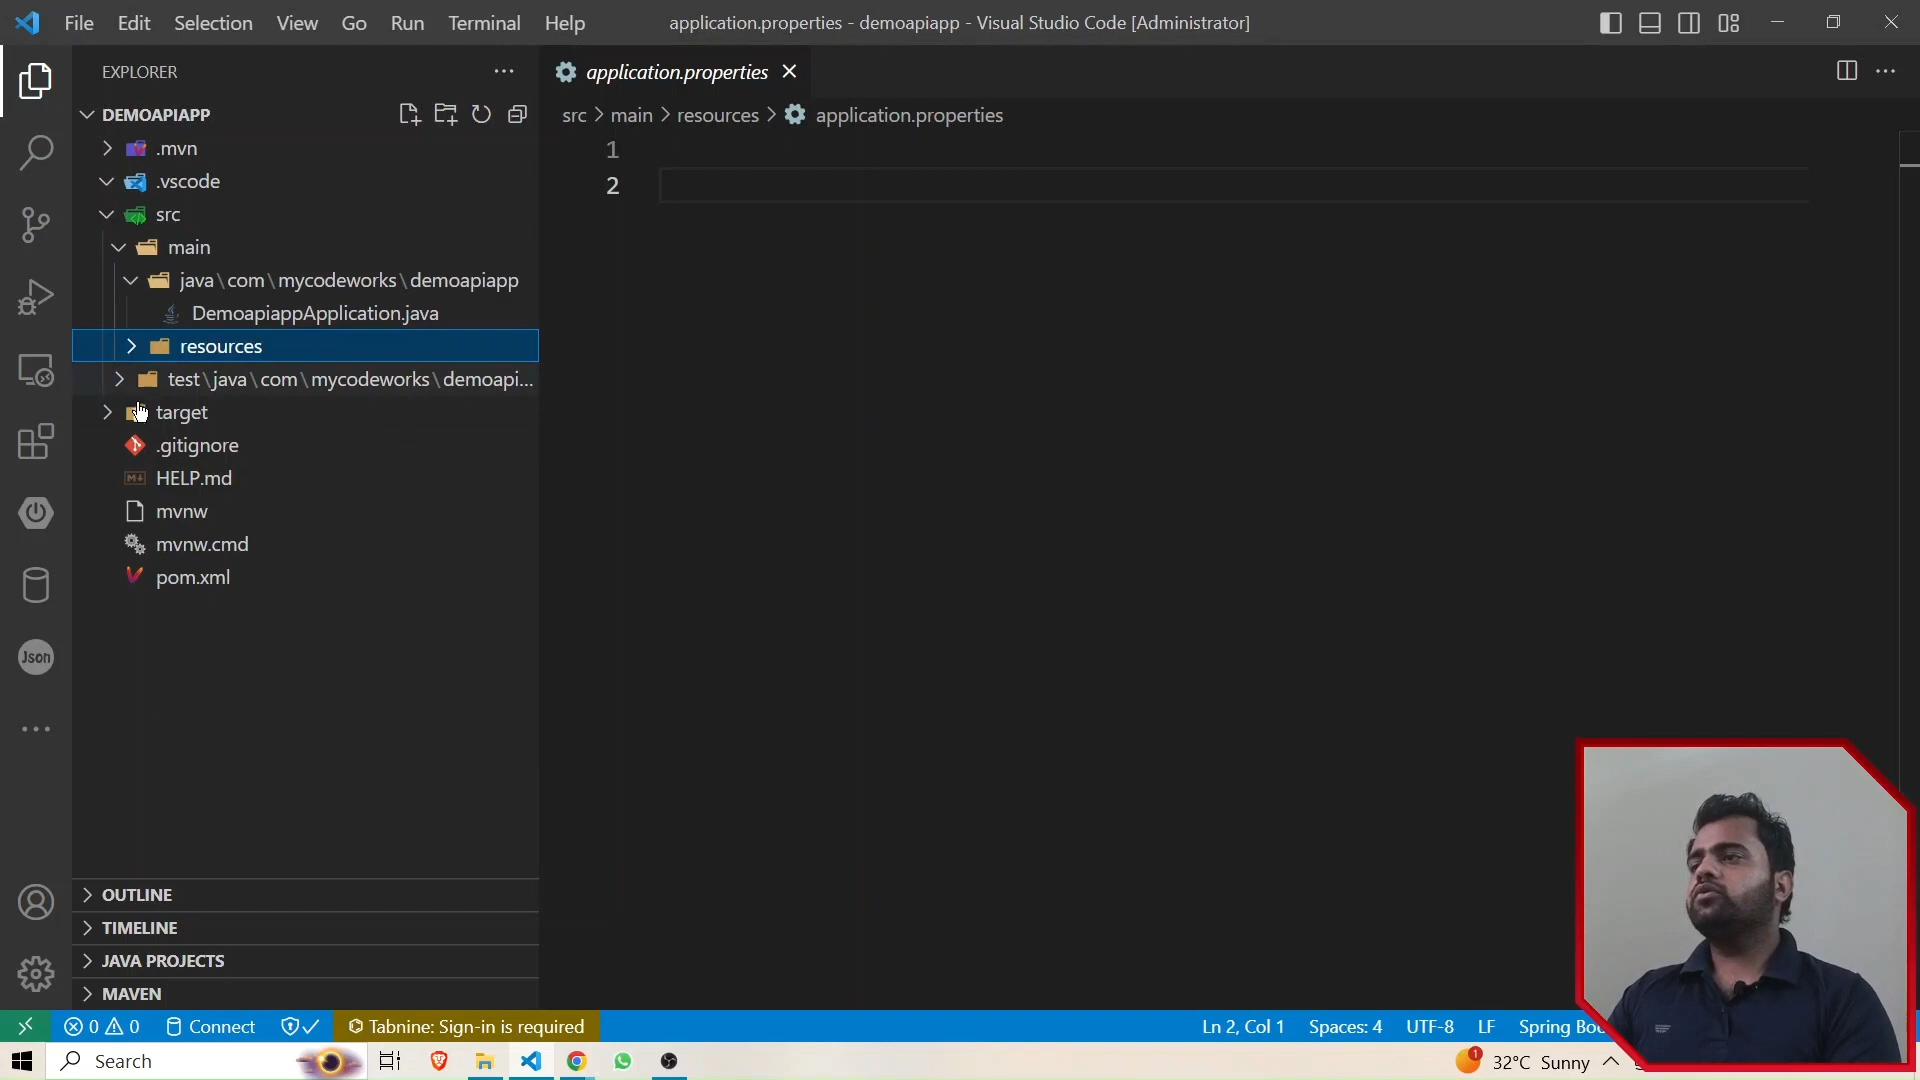 File Edit Selection View Go Run Terminal Help
application.properties - demoapiapp - Visual Studio Code [Administrator]
EXPLORER
application.properties
DEMOAPIAPP
src > main > resources > application.properties
.mvn
.vscode
src
main
java\com\mycodeworks\demoapiapp
DemoapiappApplication.java
resources
test\java\com\mycodeworks\demoapi...
target
.gitignore
HELP.md
mvnw
mvnw.cmd
pom.xml
1
2
Json
OUTLINE
TIMELINE
JAVA PROJECTS
MAVEN
0 0 Connect Tabnine: Sign-in is required Ln 2, Col 1 Spaces: 4 UTF-8 LF Spring
Search 1 32°C Sunny